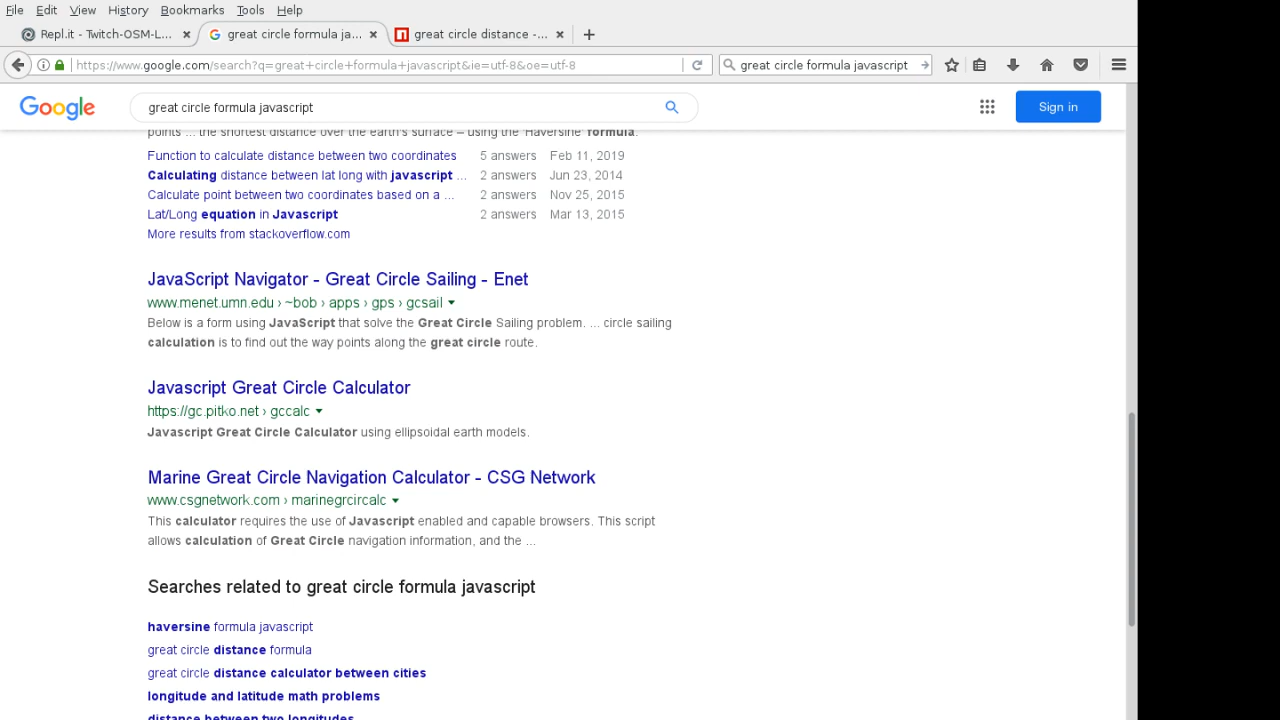 File Edit View History Bookmarks Tools Help
Repl.it - Twitch-OSM-L... great circle formula ja... great circle distance -...
https://www.google.com/search?q=great+circle+formula+javascript&ie=utf-8&oe=utf-8 great circle formula javascript
Google great circle formula javascript Sign in
points ... the shortest distance over the earth's surface – using the 'Haversine' formula.
Function to calculate distance between two coordinates 5 answers Feb 11, 2019
Calculating distance between lat long with javascript ... 2 answers Jun 23, 2014
Calculate point between two coordinates based on a ... 2 answers Nov 25, 2015
Lat/Long equation in Javascript 2 answers Mar 13, 2015
More results from stackoverflow.com
JavaScript Navigator - Great Circle Sailing - Enet
www.menet.umn.edu › ~bob › apps › gps › gcsail
Below is a form using JavaScript that solve the Great Circle Sailing problem. ... circle sailing
calculation is to find out the way points along the great circle route.
Javascript Great Circle Calculator
https://gc.pitko.net › gccalc
Javascript Great Circle Calculator using ellipsoidal earth models.
Marine Great Circle Navigation Calculator - CSG Network
www.csgnetwork.com › marinegrcircalc
This calculator requires the use of Javascript enabled and capable browsers. This script
allows calculation of Great Circle navigation information, and the ...
Searches related to great circle formula javascript
haversine formula javascript
great circle distance formula
great circle distance calculator between cities
longitude and latitude math problems
distance between two longitudes